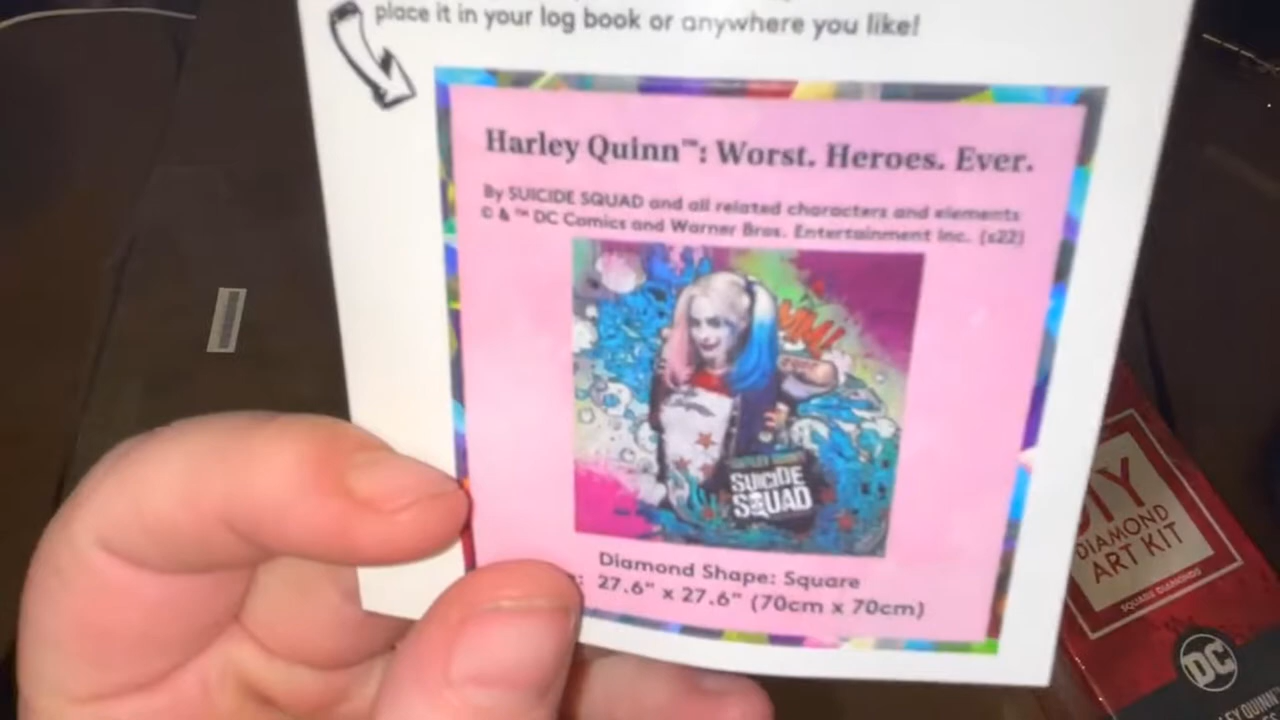 place it in your log book or anywhere you like!
Harley Quinn™: Worst. Heroes. Ever.
By SUICIDE SQUAD and all related characters and elements
© & ™ DC Comics and Warner Bros. Entertainment Inc. (s22)
SUICIDE
SQUAD
Diamond Shape: Square
: 27.6" x 27.6" (70cm x 70cm)
DIY
DIAMOND
ART KIT
SQUARE DIAMONDS
DC
LEY QUINN™